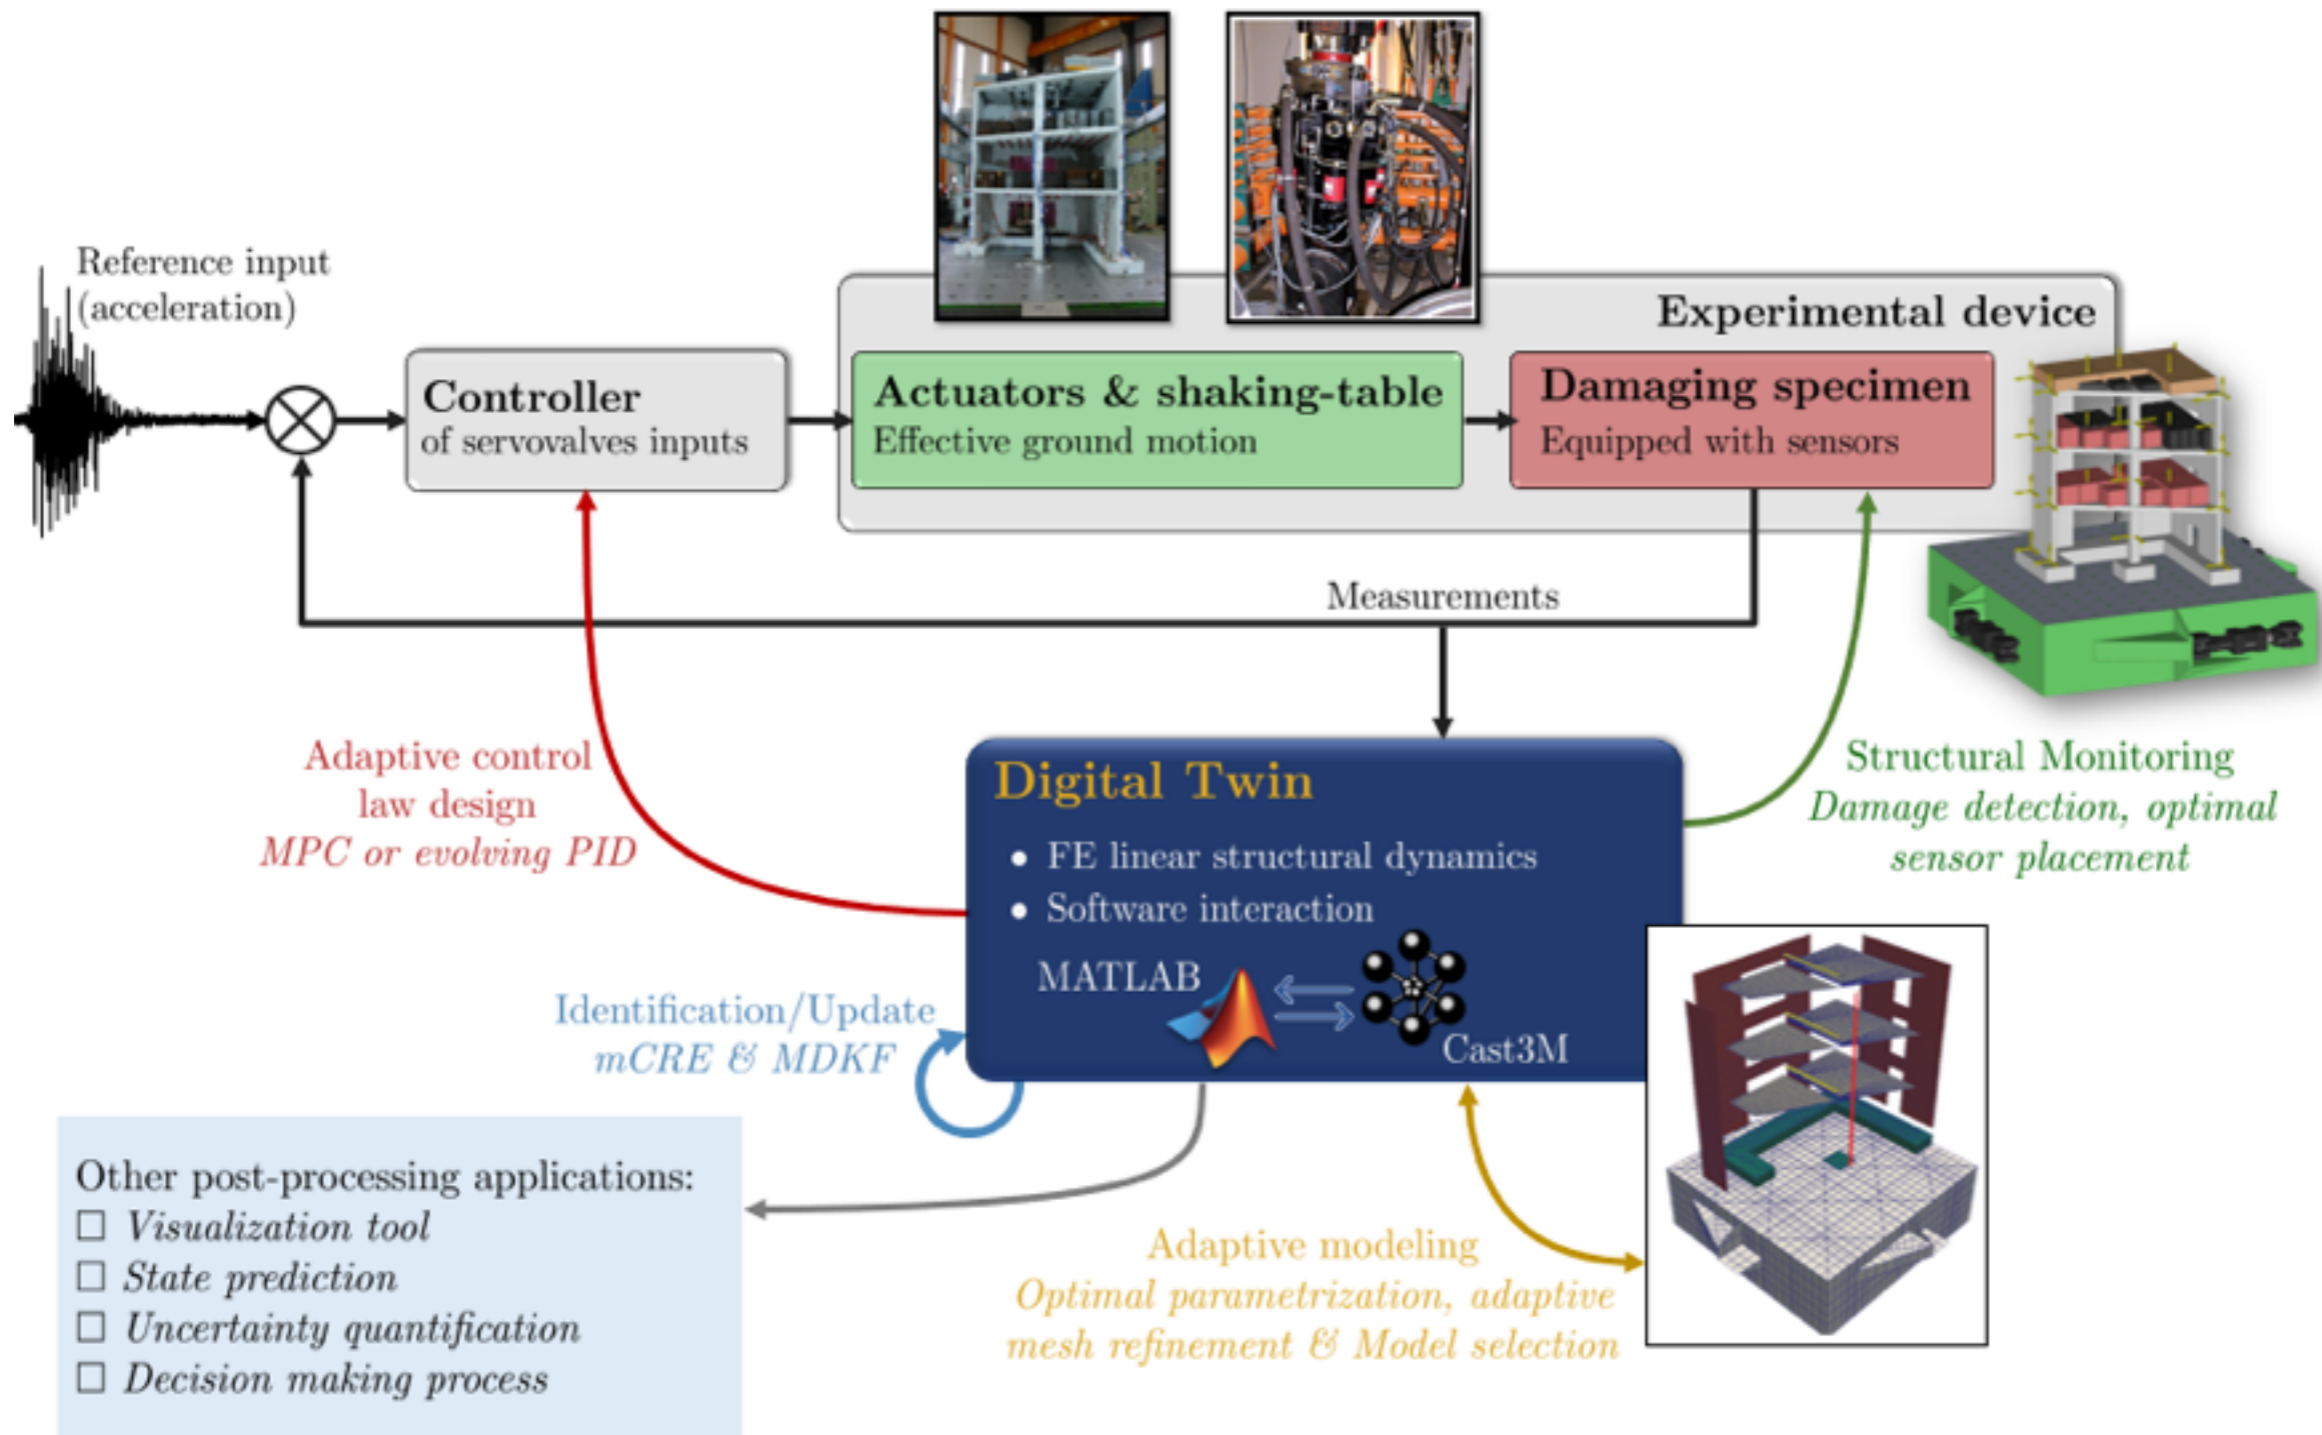 Reference input
(acceleration)
Experimental device
Controller
of servovalves inputs
Actuators & shaking-table
Effective ground motion
Damaging specimen
Equipped with sensors
Measurements
Adaptive control
law design
MPC or evolving PID
Digital Twin
• FE linear structural dynamics
• Software interaction
MATLAB
Cast3M
Structural Monitoring
Damage detection, optimal
sensor placement
Identification/Update
mCRE & MDKF
Other post-processing applications:
☐ Visualization tool
☐ State prediction
☐ Uncertainty quantification
☐ Decision making process
Adaptive modeling
Optimal parametrization, adaptive
mesh refinement & Model selection